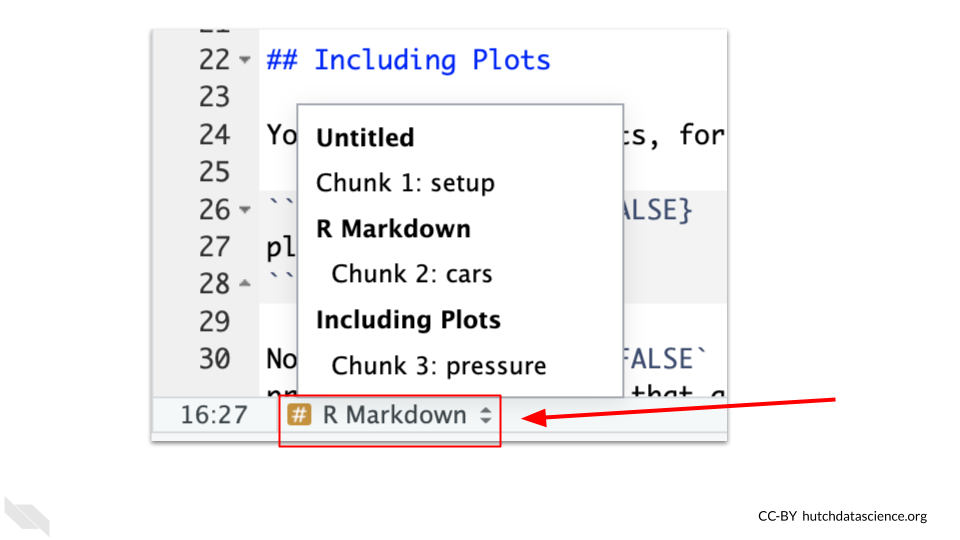 22 ## Including Plots
23
24 Yo ts, for
25
26 `` ALSE}
27 pl
28 ``
29
30 No FALSE`
Untitled
Chunk 1: setup
R Markdown
Chunk 2: cars
Including Plots
Chunk 3: pressure
that
16:27 # R Markdown
CC-BY hutchdatascience.org